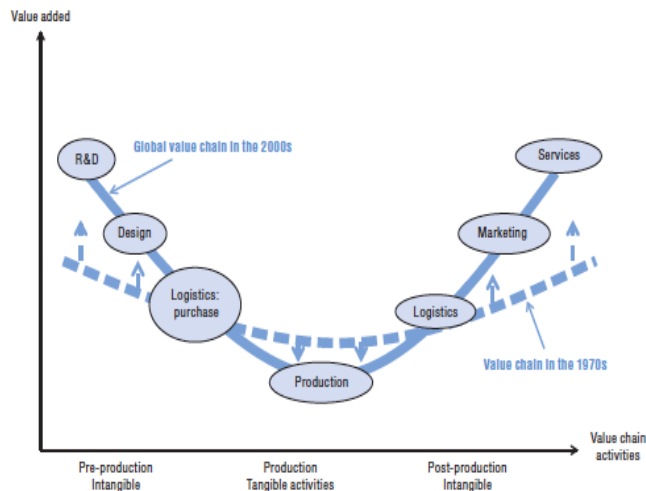 Value added
Global value chain in the 2000s
R&D
Services
Design
Marketing
Logistics:
purchase
Logistics
Value chain in the 1970s
Production
Value chain
activities
Pre-production
Intangible
Production
Tangible activities
Post-production
Intangible